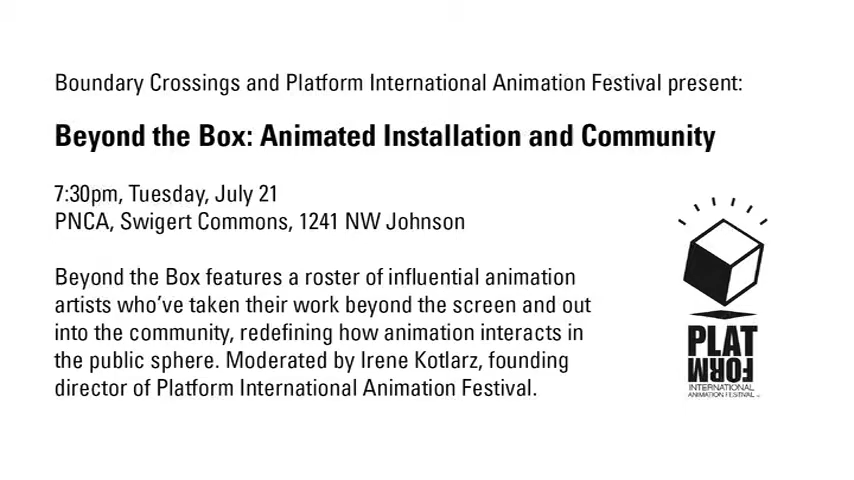 Boundary Crossings and Platform International Animation Festival present:
Beyond the Box: Animated Installation and Community
7:30pm, Tuesday, July 21
PNCA, Swigert Commons, 1241 NW Johnson
Beyond the Box features a roster of influential animation
artists who’ve taken their work beyond the screen and out
into the community, redefining how animation interacts in
the public sphere. Moderated by Irene Kotlarz, founding
director of Platform International Animation Festival.
PLAT
FORM
INTERNATIONAL
ANIMATION FESTIVAL